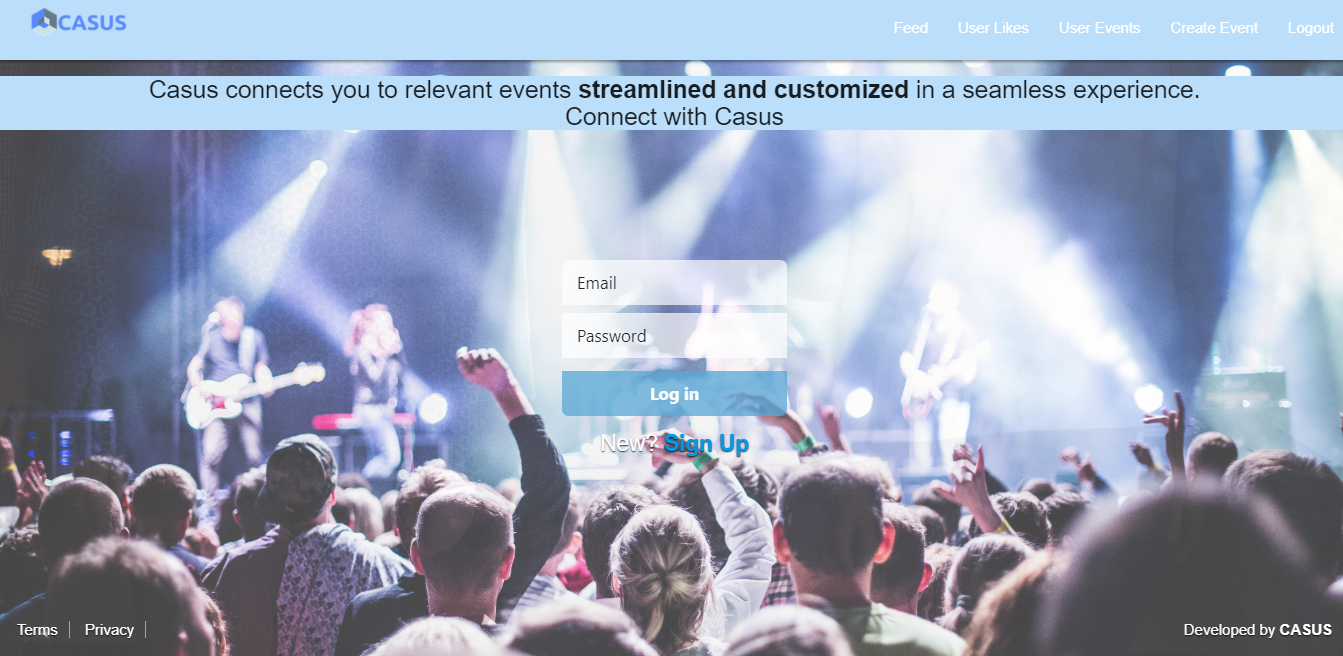 CASUS
Feed User Likes User Events Create Event Logout
Casus connects you to relevant events streamlined and customized in a seamless experience.
Connect with Casus
Email
Password
Log in
New? Sign Up
Terms Privacy
Developed by CASUS